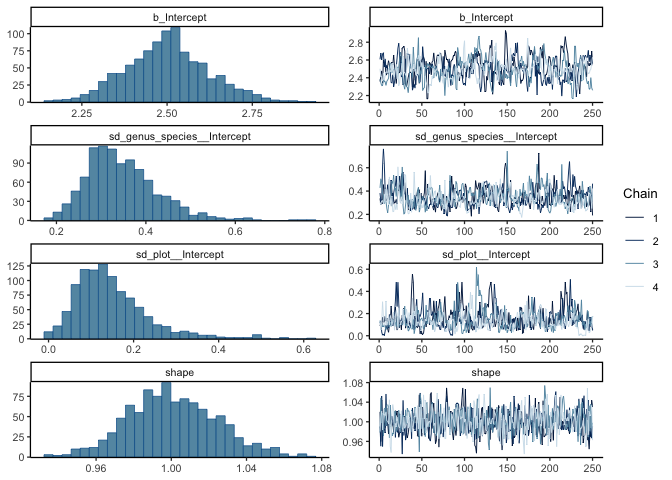 b_Intercept
100
75
50
25
0
2.25 2.50 2.75
b_Intercept
2.8
2.6
2.4
2.2
0 50 100 150 200 250
sd_genus_species__Intercept
90
60
30
0
0.2 0.4 0.6 0.8
sd_genus_species__Intercept
0.6
0.4
0.2
0 50 100 150 200 250
sd_plot__Intercept
125
100
75
50
25
0
0.0 0.2 0.4 0.6
sd_plot__Intercept
0.6
0.4
0.2
0.0
0 50 100 150 200 250
shape
75
50
25
0
0.96 1.00 1.04 1.08
shape
1.08
1.04
1.00
0.96
0 50 100 150 200 250
Chain
1
2
3
4